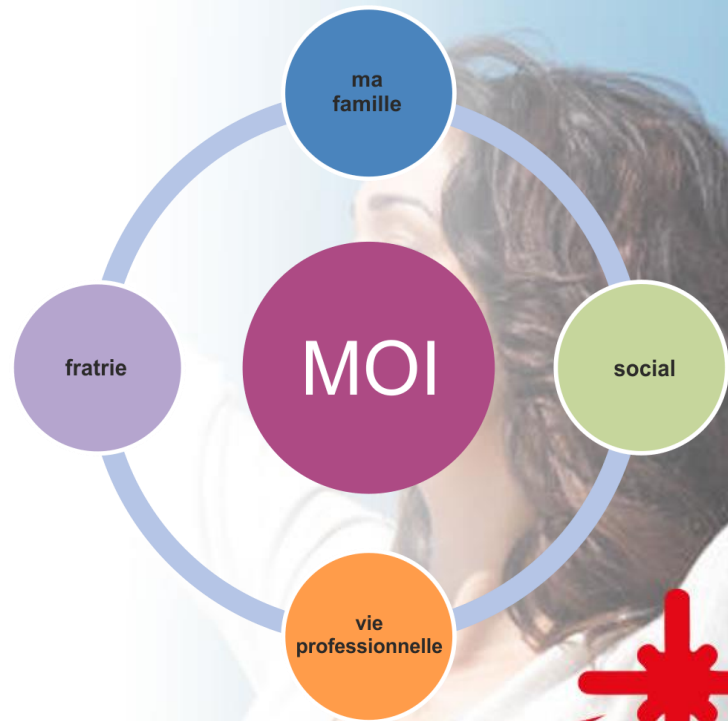 ma
famille
fratrie
MOI
social
vie
professionnelle